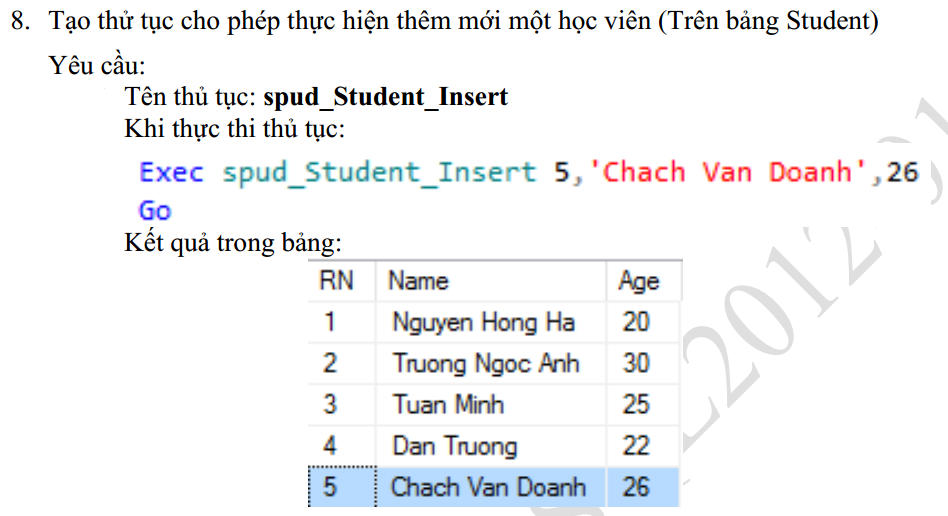 8. Tạo thử tục cho phép thực hiện thêm mới một học viên (Trên bảng Student)
Yêu cầu:
Tên thủ tục: spud_Student_Insert
Khi thực thi thủ tục:
Exec spud_Student_Insert 5,'Chach Van Doanh',26
Go
Kết quả trong bảng:
RN Name Age
1 Nguyen Hong Ha 20
2 Truong Ngoc Anh 30
3 Tuan Minh 25
4 Dan Truong 22
5 Chach Van Doanh 26